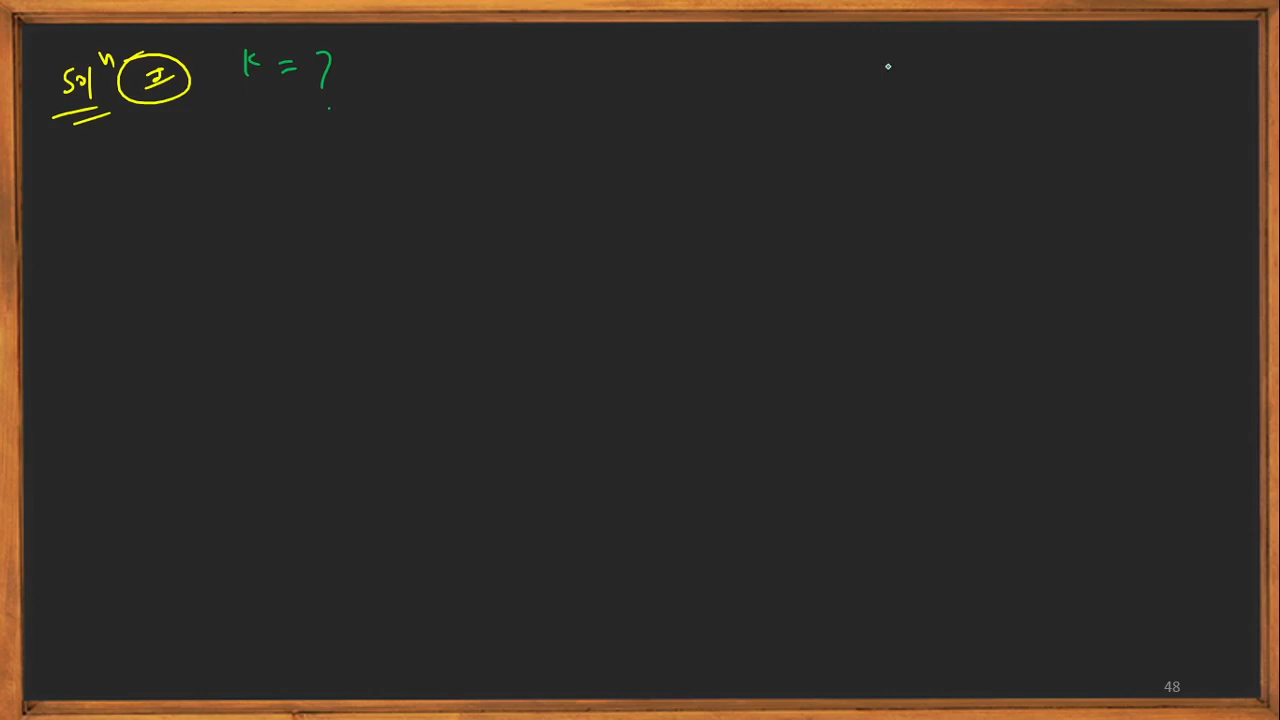 Solⁿ I K = ?
48